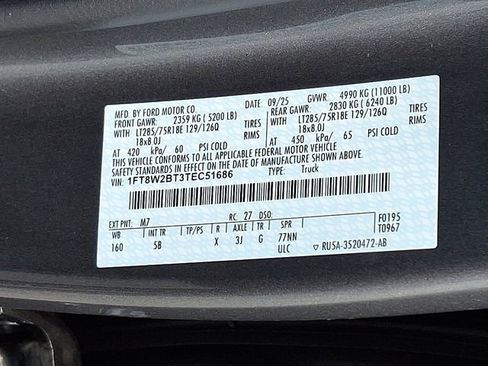 MFD. BY FORD MOTOR CO. 09/25 GVWR. 4990 KG (11000 LB)
FRONT GAWR: 2359 KG (5200 LB) REAR GAWR: 2830 KG (6240 LB)
WITH LT285/75R18E 129/126Q TIRES WITH LT285/75R18E 129/126Q TIRES
18x8.0J RIMS 18x8.0J RIMS
AT 420 kPa/ 60 PSI COLD AT 450 kPa/ 65 PSI COLD
THIS VEHICLE CONFORMS TO ALL APPLICABLE FEDERAL MOTOR VEHICLE
SAFETY STANDARDS IN EFFECT ON THE DATE OF MANUFACTURE SHOWN ABOVE.
VIN: 1FT8W2BT3TEC51686 TYPE: Truck
EXT PNT: M7 RC: 27 DSO: F0195
WB INT TR TP/PS R AXLE TR SPR T0967
160 5B X 3J G 77NN
ULC RU5A-3520472-AB